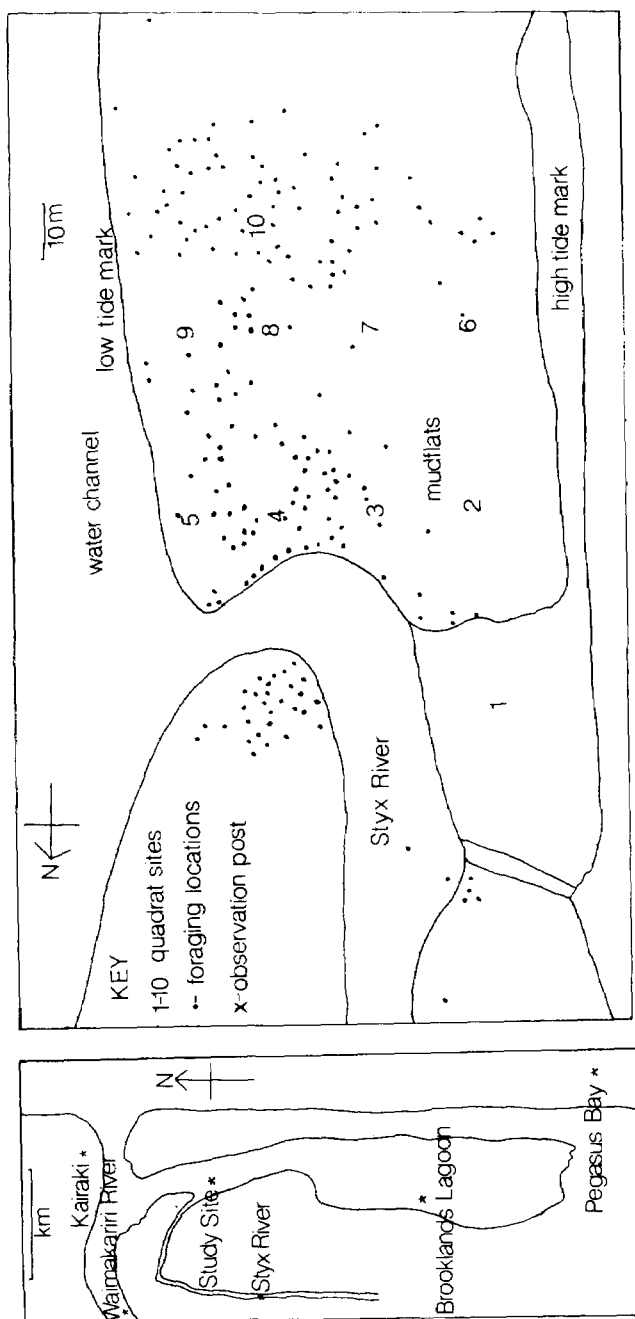 Kairaki
Waimakariri River
km
N
Study Site
Styx River
Brooklands Lagoon
Pegasus Bay
N
water channel
low tide mark
10m
KEY
1-10 quadrat sites
•- foraging locations
x-observation post
5
9
4
8
10
3
7
mudflats
2
6
Styx River
1
high tide mark